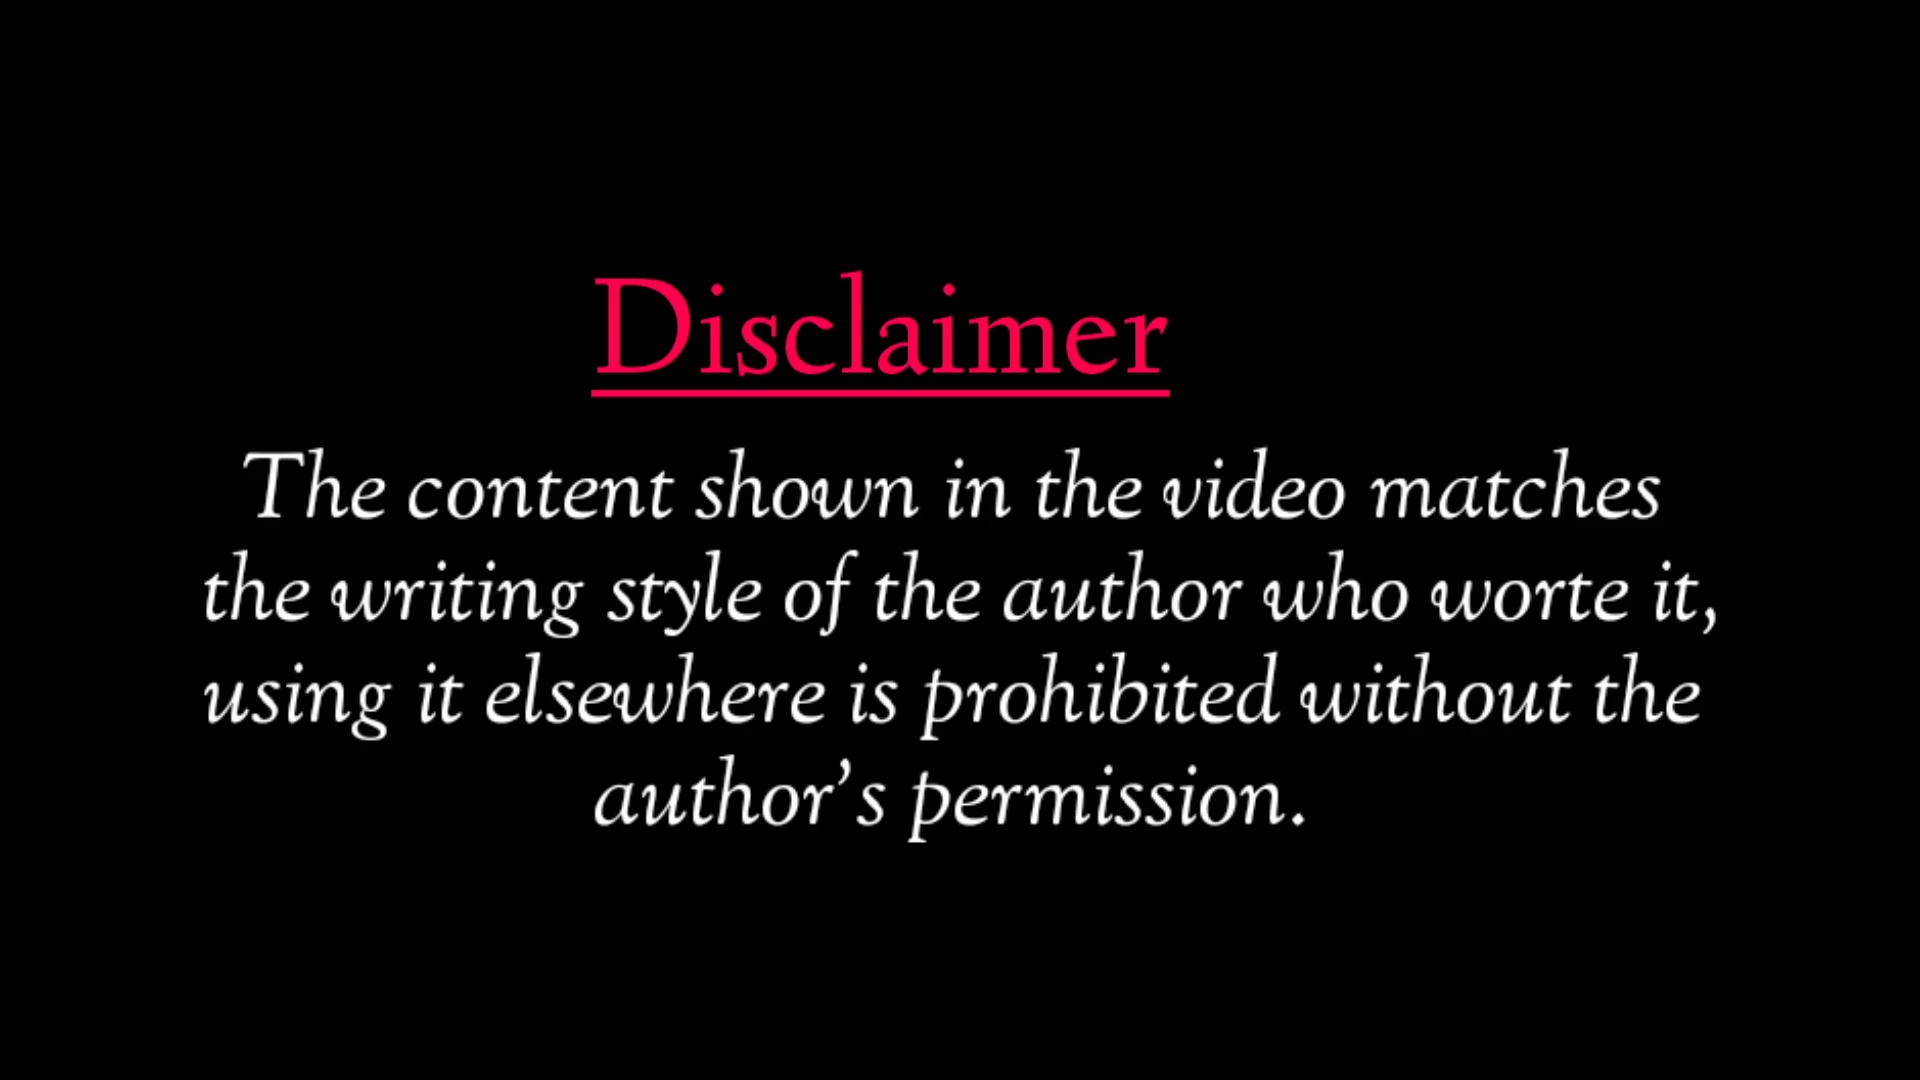 Disclaimer
The content shown in the video matches
the writing style of the author who worte it,
using it elsewhere is prohibited without the
author’s permission.